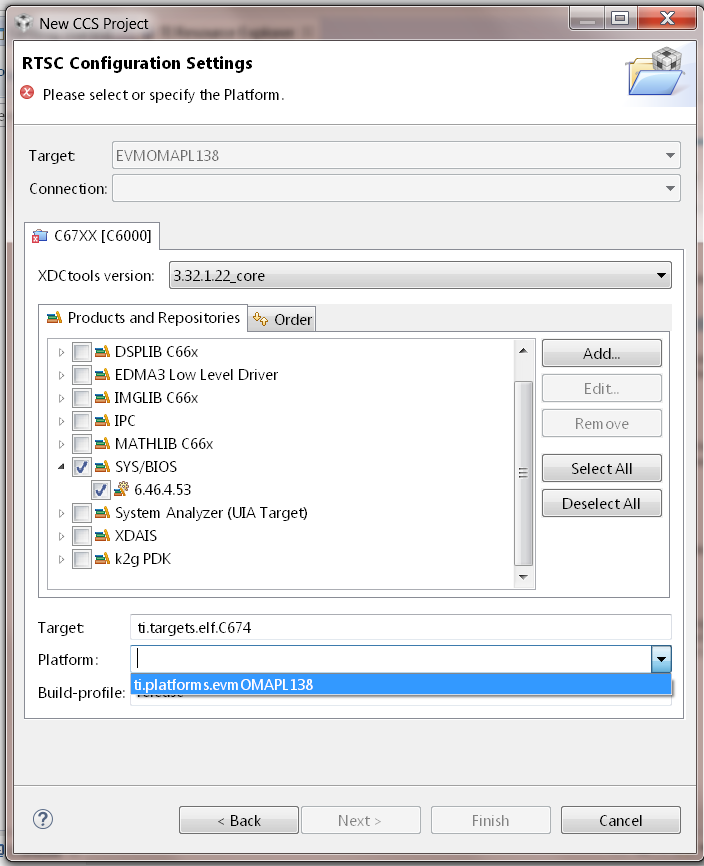 New CCS Project
RTSC Configuration Settings
Please select or specify the Platform.
Target: EVMOMAPL138
Connection:
C67XX [C6000]
XDCtools version: 3.32.1.22_core
Products and Repositories Order
DSPLIB C66x
EDMA3 Low Level Driver
IMGLIB C66x
IPC
MATHLIB C66x
SYS/BIOS
6.46.4.53
System Analyzer (UIA Target)
XDAIS
k2g PDK
Add...
Edit...
Remove
Select All
Deselect All
Target: ti.targets.elf.C674
Platform:
ti.platforms.evmOMAPL138
Build-profile: release
< Back Next > Finish Cancel